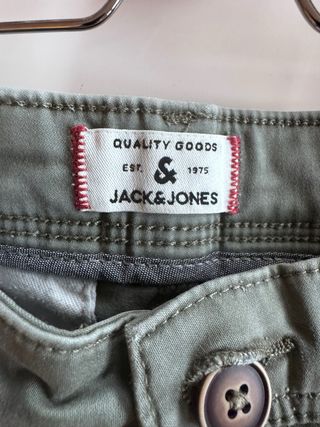 QUALITY GOODS
EST. & 1975
JACK&JONES